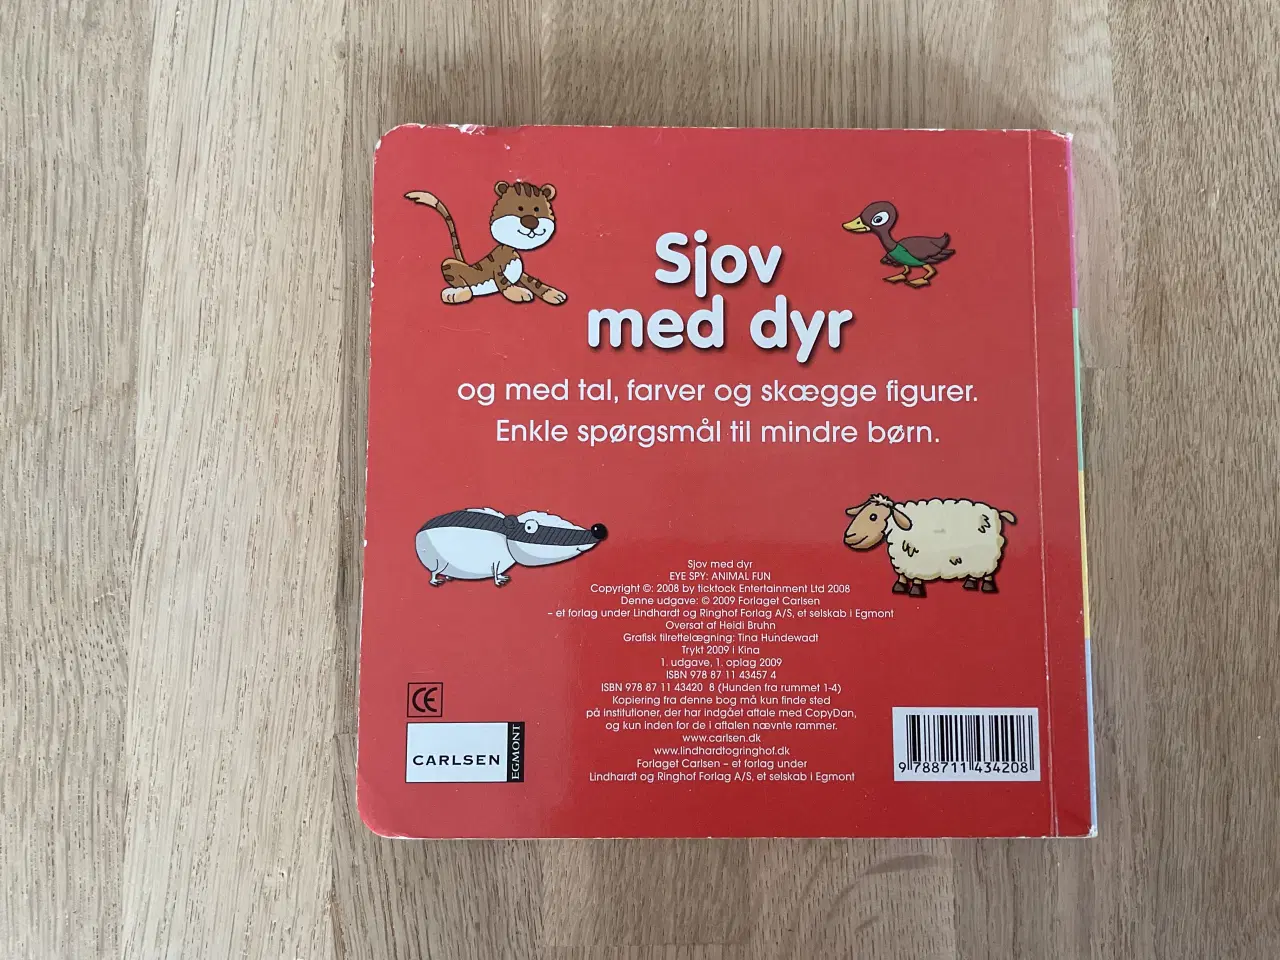 Sjov
med dyr
og med tal, farver og skægge figurer.
Enkle spørgsmål til mindre børn.
Sjov med dyr
EYE SPY: ANIMAL FUN
Copyright ©: 2008 by ticktock Entertainment Ltd 2008
Denne udgave: © 2009 Forlaget Carlsen
– et forlag under Lindhardt og Ringhof Forlag A/S, et selskab i Egmont
Oversat af Heidi Bruhn
Grafisk tilrettelægning: Tina Hundewadt
Trykt 2009 i Kina
1. udgave, 1. oplag 2009
ISBN 978 87 11 43457 4
ISBN 978 87 11 43420 8 (Hunden fra rummet 1-4)
Kopiering fra denne bog må kun finde sted
på institutioner, der har indgået aftale med CopyDan,
og kun inden for de i aftalen nævnte rammer.
www.carlsen.dk
www.lindhardtogringhof.dk
Forlaget Carlsen – et forlag under
Lindhardt og Ringhof Forlag A/S, et selskab i Egmont
CE
CARLSEN
EGMONT
9 788711 434208